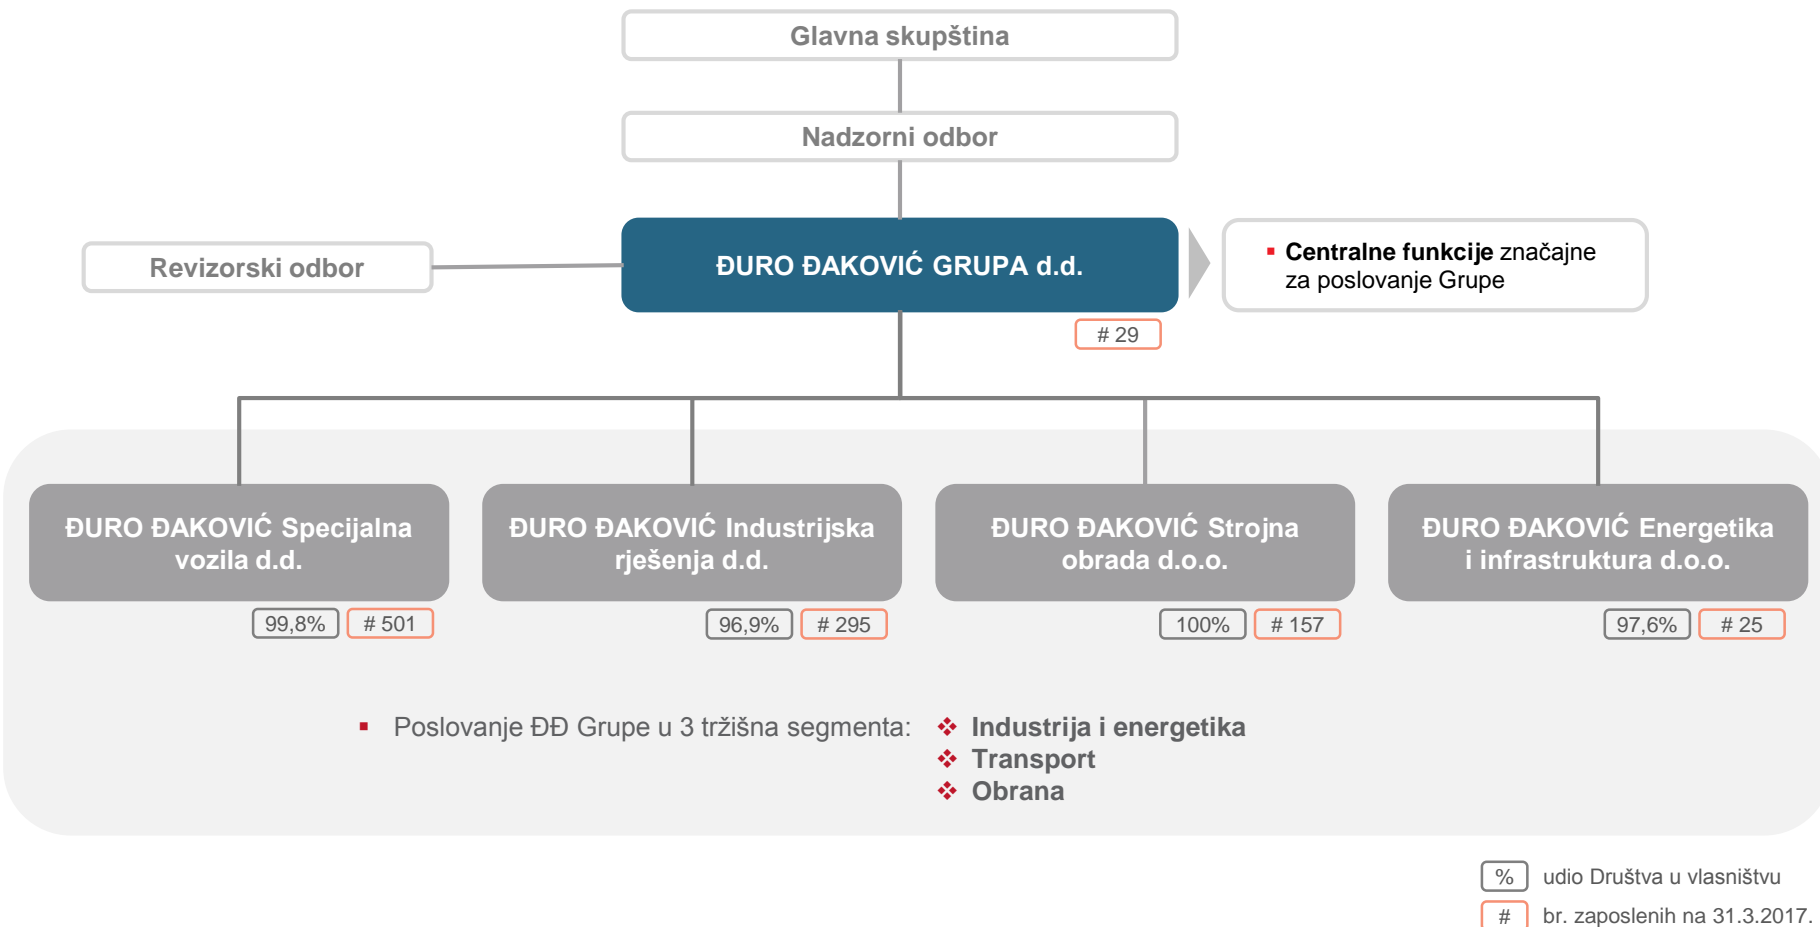 Glavna skupština
Nadzorni odbor
Revizorski odbor
ĐURO ĐAKOVIĆ GRUPA d.d.
▪ Centralne funkcije značajne
za poslovanje Grupe
# 29
ĐURO ĐAKOVIĆ Specijalna
vozila d.d.
99,8%
# 501
ĐURO ĐAKOVIĆ Industrijska
rješenja d.d.
96,9%
# 295
ĐURO ĐAKOVIĆ Strojna
obrada d.o.o.
100%
# 157
ĐURO ĐAKOVIĆ Energetika
i infrastruktura d.o.o.
97,6%
# 25
▪ Poslovanje ĐĐ Grupe u 3 tržišna segmenta: ❖ Industrija i energetika
❖ Transport
❖ Obrana
% udio Društva u vlasništvu
# br. zaposlenih na 31.3.2017.